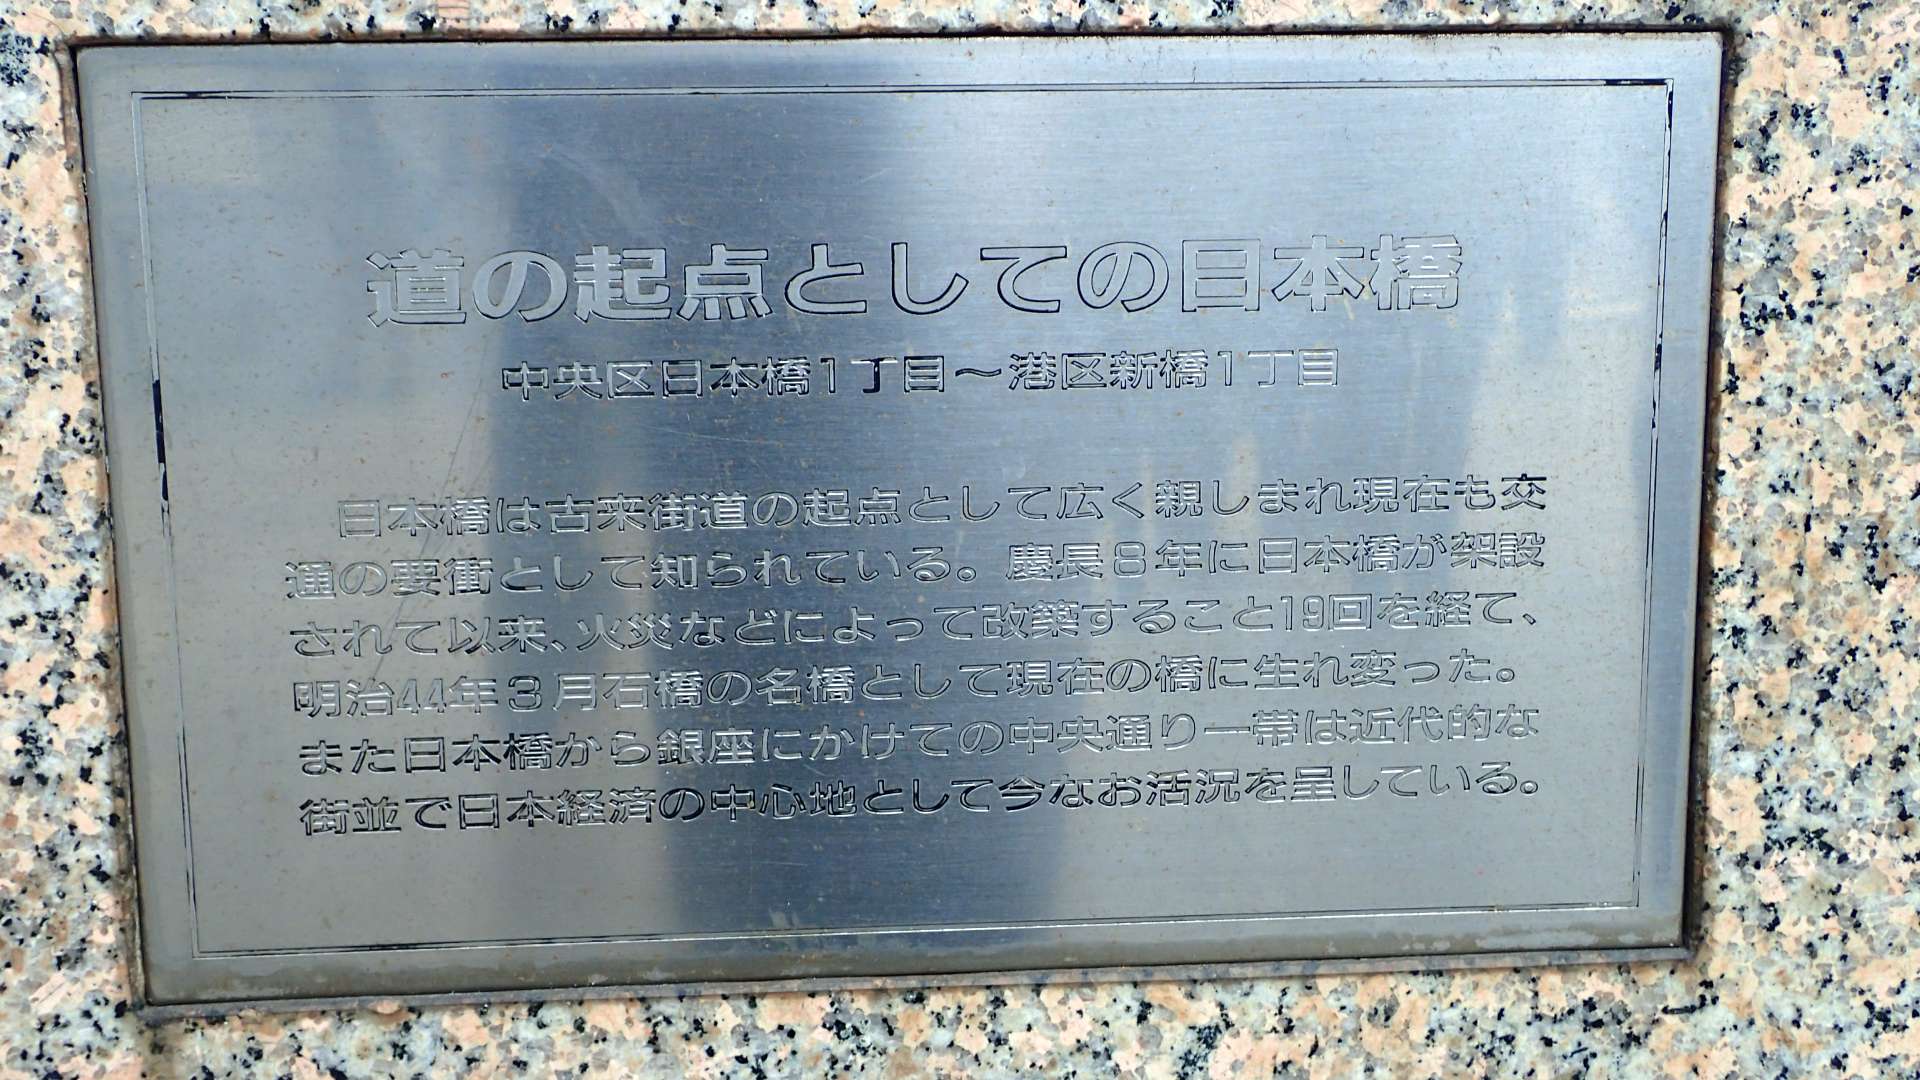 道の起点としての日本橋
中央区日本橋1丁目～港区新橋1丁目
日本橋は古来街道の起点として広く親しまれ現在も交
通の要衝として知られている。慶長8年に日本橋が架設
されて以来、火災などによって改築すること19回を経て、
明治44年3月石橋の名橋として現在の橋に生れ変った。
また日本橋から銀座にかけての中央通り一帯は近代的な
街並で日本経済の中心地として今なお活況を呈している。